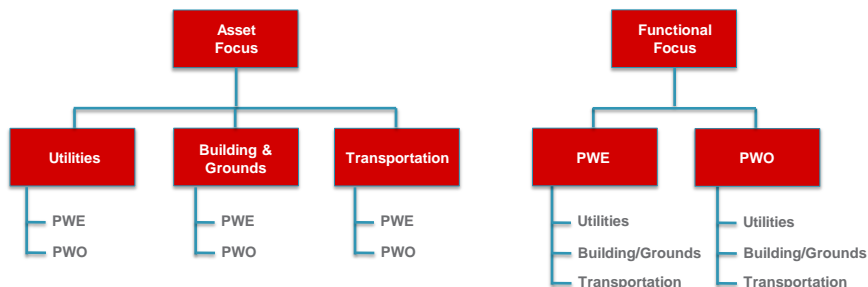 Asset
Focus
Functional
Focus
Utilities
Building &
Grounds
Transportation
PWE
PWO
PWE
PWO
PWE
PWO
PWE
PWO
Utilities
Building/Grounds
Transportation
Utilities
Building/Grounds
Transportation